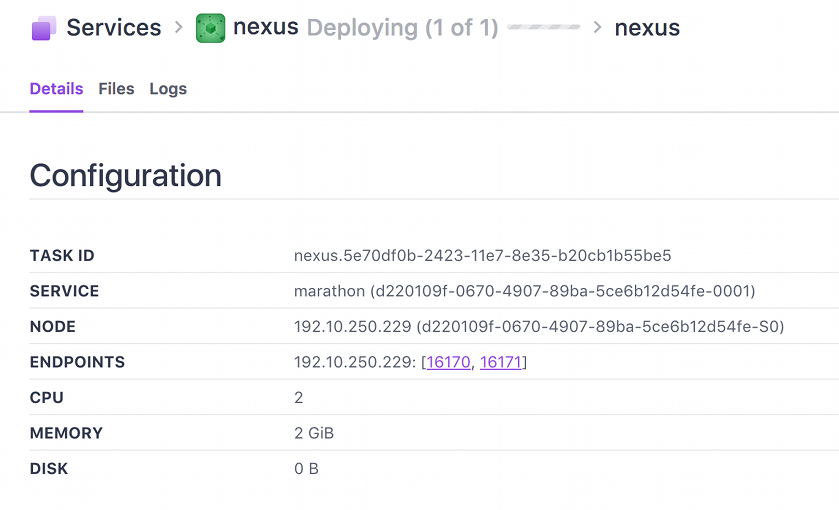 Services > nexus Deploying (1 of 1) > nexus
Details Files Logs
Configuration
TASK ID nexus.5e70df0b-2423-11e7-8e35-b20cb1b55be5
SERVICE marathon (d220109f-0670-4907-89ba-5ce6b12d54fe-0001)
NODE 192.10.250.229 (d220109f-0670-4907-89ba-5ce6b12d54fe-S0)
ENDPOINTS 192.10.250.229: [16170, 16171]
CPU 2
MEMORY 2 GiB
DISK 0 B